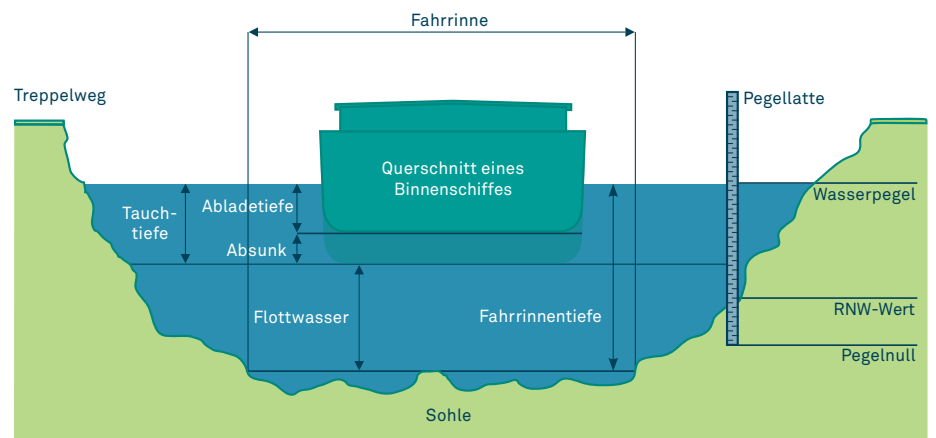 Fahrrinne
Treppelweg
Pegellatte
Querschnitt eines
Binnenschiffes
Wasserpegel
Abladetiefe
Tauch-
tiefe
Absunk
RNW-Wert
Flottwasser
Fahrrinnentiefe
Pegelnull
Sohle